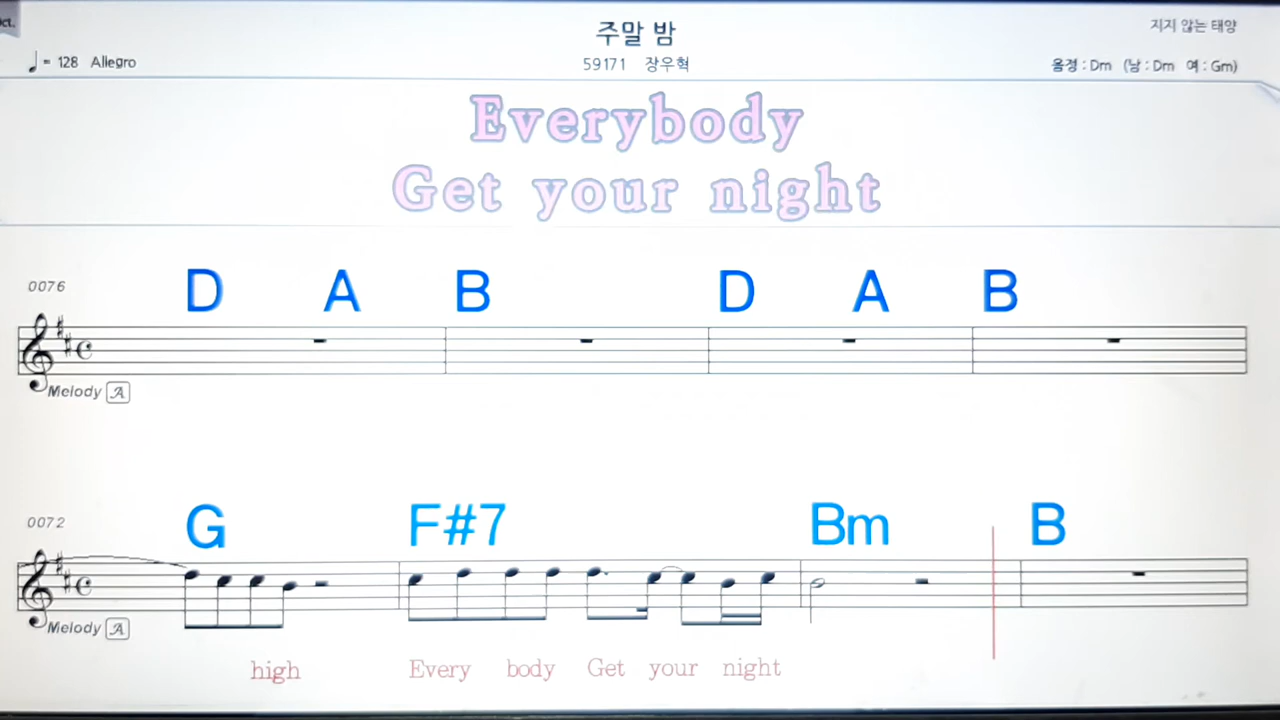 주말 밤
지지 않는 태양
♩= 128 Allegro
59171 장우혁
음정 : Dm (남 : Dm 여 : Gm)
Everybody
Get your night
0076
D A B D A B
Melody A
0072
G F#7 Bm B
Melody A
high Every body Get your night